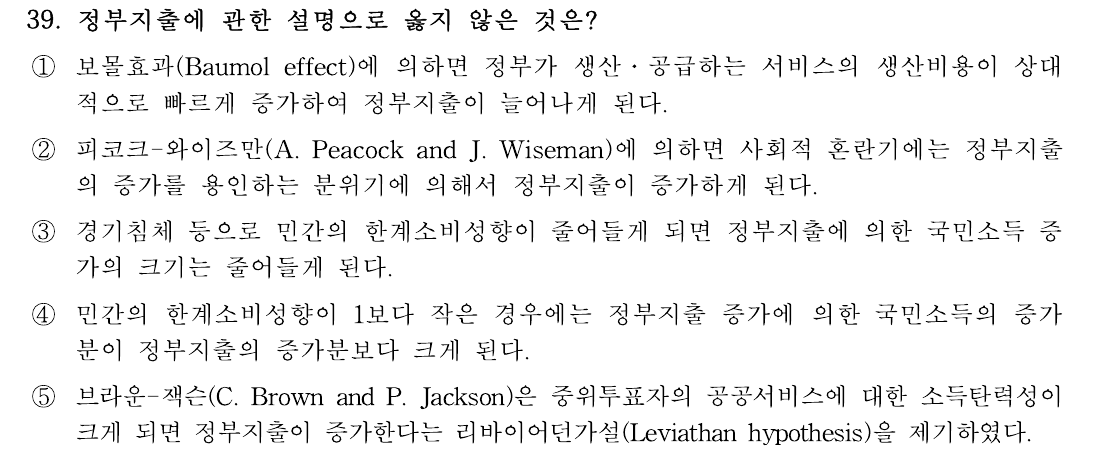 39. 정부지출에 관한 설명으로 옳지 않은 것은?
① 보몰효과(Baumol effect)에 의하면 정부가 생산·공급하는 서비스의 생산비용이 상대
적으로 빠르게 증가하여 정부지출이 늘어나게 된다.
② 피코크-와이즈만(A. Peacock and J. Wiseman)에 의하면 사회적 혼란기에는 정부지출
의 증가를 용인하는 분위기에 의해서 정부지출이 증가하게 된다.
③ 경기침체 등으로 민간의 한계소비성향이 줄어들게 되면 정부지출에 의한 국민소득 증
가의 크기는 줄어들게 된다.
④ 민간의 한계소비성향이 1보다 작은 경우에는 정부지출 증가에 의한 국민소득의 증가
분이 정부지출의 증가분보다 크게 된다.
⑤ 브라운-잭슨(C. Brown and P. Jackson)은 중위투표자의 공공서비스에 대한 소득탄력성이
크게 되면 정부지출이 증가한다는 리바이어던가설(Leviathan hypothesis)을 제기하였다.